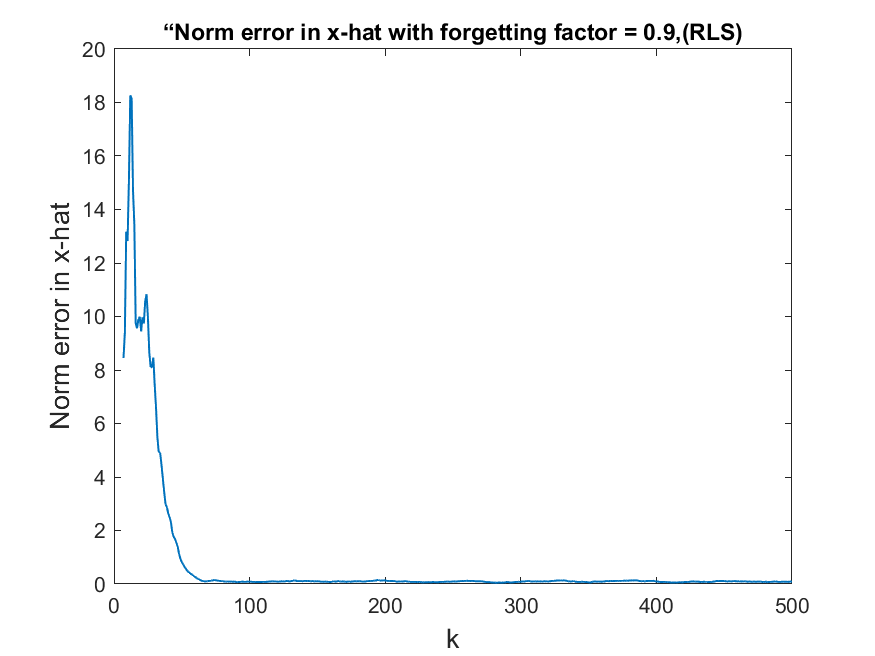 “Norm error in x-hat with forgetting factor = 0.9,(RLS)
20
18
16
14
12
10
8
6
4
2
0
Norm error in x-hat
0 100 200 300 400 500
k